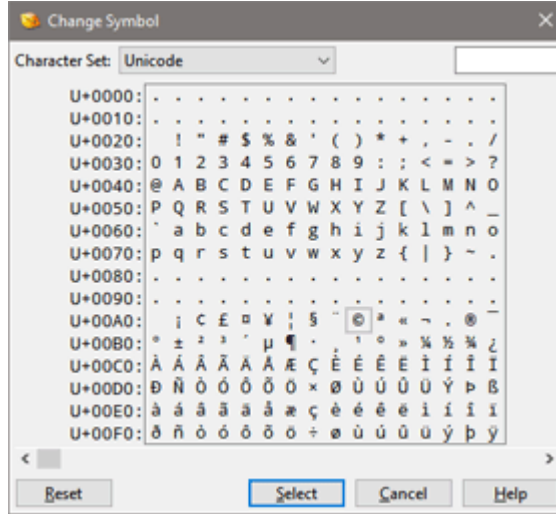 Change Symbol
Character Set: Unicode
U+0000: . . . . . . . . . . . . . . . .
U+0010: . . . . . . . . . . . . . . . .
U+0020:   ! " # $ % & ' ( ) * + , - . /
U+0030: 0 1 2 3 4 5 6 7 8 9 : ; < = > ?
U+0040: @ A B C D E F G H I J K L M N O
U+0050: P Q R S T U V W X Y Z [ \ ] ^ _
U+0060: ` a b c d e f g h i j k l m n o
U+0070: p q r s t u v w x y z { | } ~ .
U+0080: . . . . . . . . . . . . . . . .
U+0090: . . . . . . . . . . . . . . . .
U+00A0:   ¡ ¢ £ ¤ ¥ ¦ § ¨ © ª « ¬ . ® ¯
U+00B0: ° ± ² ³ ´ µ ¶ · ¸ ¹ º » ¼ ½ ¾ ¿
U+00C0: À Á Â Ã Ä Å Æ Ç È É Ê Ë Ì Í Î Ï
U+00D0: Ð Ñ Ò Ó Ô Õ Ö × Ø Ù Ú Û Ü Ý Þ ß
U+00E0: à á â ã ä å æ ç è é ê ë ì í î ï
U+00F0: ð ñ ò ó ô õ ö ÷ ø ù ú û ü ý þ ÿ
Reset Select Cancel Help